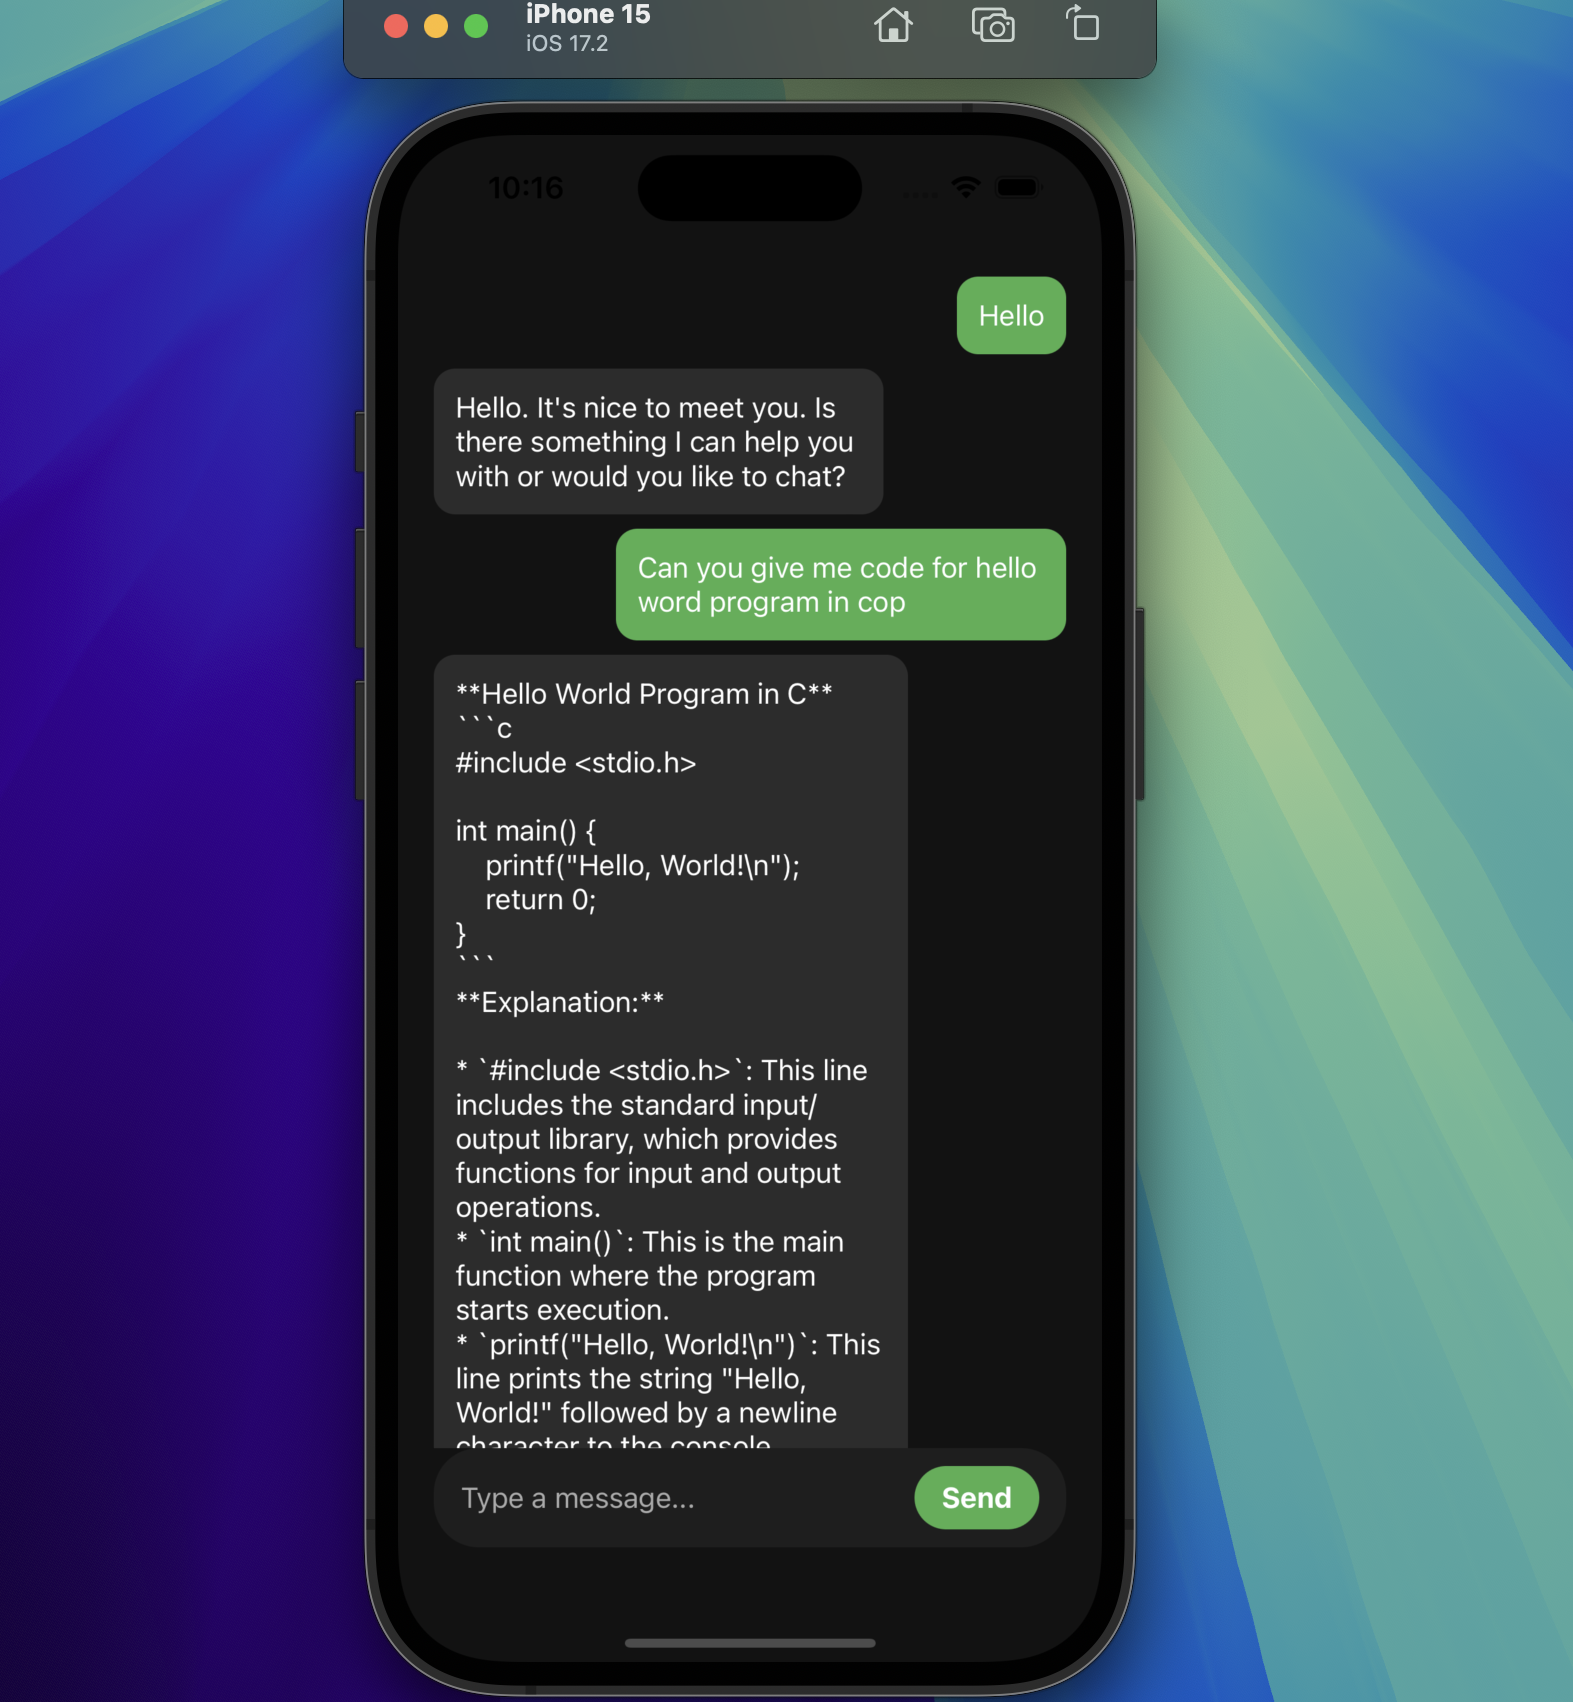 iPhone 15
iOS 17.2
10:16
Hello
Hello. It's nice to meet you. Is
there something I can help you
with or would you like to chat?
Can you give me code for hello
word program in cop
**Hello World Program in C**
```c
#include <stdio.h>
int main() {
    printf("Hello, World!\n");
    return 0;
}
```
**Explanation:**
* `#include <stdio.h>`: This line
includes the standard input/
output library, which provides
functions for input and output
operations.
* `int main()`: This is the main
function where the program
starts execution.
* `printf("Hello, World!\n")`: This
line prints the string "Hello,
World!" followed by a newline
character to the console
Type a message...
Send